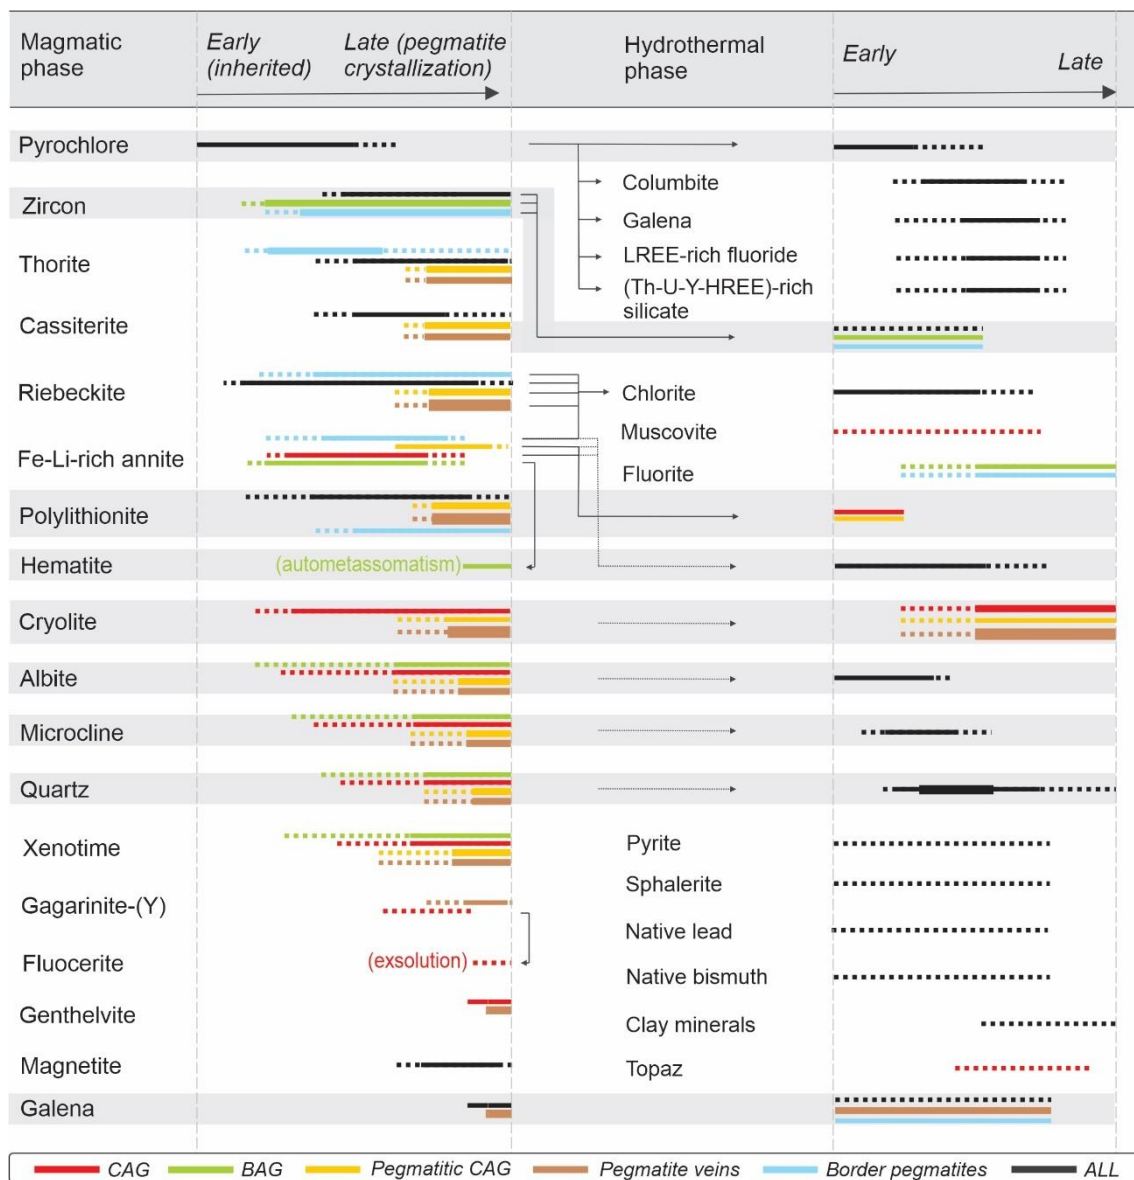 Magmatic
phase
Early
(inherited)
Late (pegmatite
crystallization)
Hydrothermal
phase
Early
Late
Pyrochlore
Zircon
Thorite
Cassiterite
Riebeckite
Fe-Li-rich annite
Polylithionite
Hematite
(autometassomatism)
Cryolite
Albite
Microcline
Quartz
Xenotime
Gagarinite-(Y)
Fluocerite
(exsolution)
Genthelvite
Magnetite
Galena
Columbite
Galena
LREE-rich fluoride
(Th-U-Y-HREE)-rich
silicate
Chlorite
Muscovite
Fluorite
Pyrite
Sphalerite
Native lead
Native bismuth
Clay minerals
Topaz
CAG
BAG
Pegmatitic CAG
Pegmatite veins
Border pegmatites
ALL